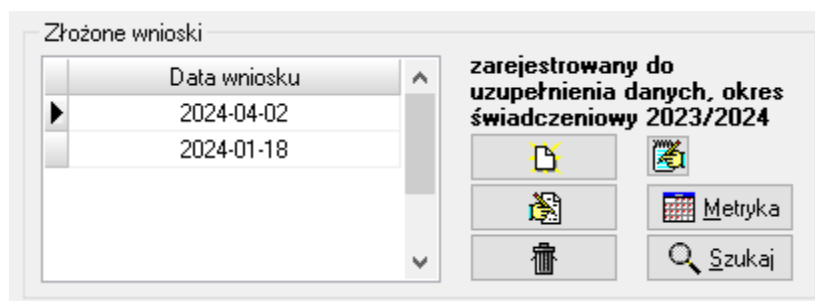 Złożone wnioski
Data wniosku
2024-04-02
2024-01-18
zarejestrowany do
uzupełnienia danych, okres
świadczeniowy 2023/2024
Metryka
Szukaj